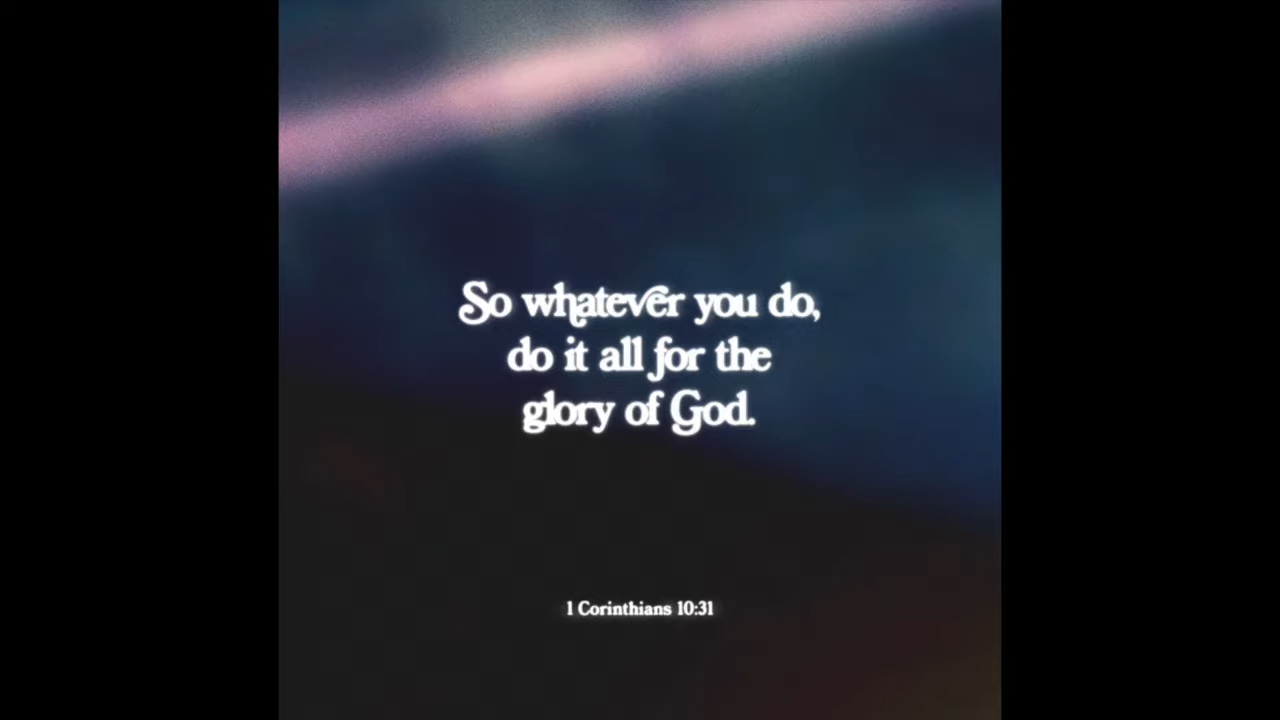 So whatever you do,
do it all for the
glory of God.
1 Corinthians 10:31